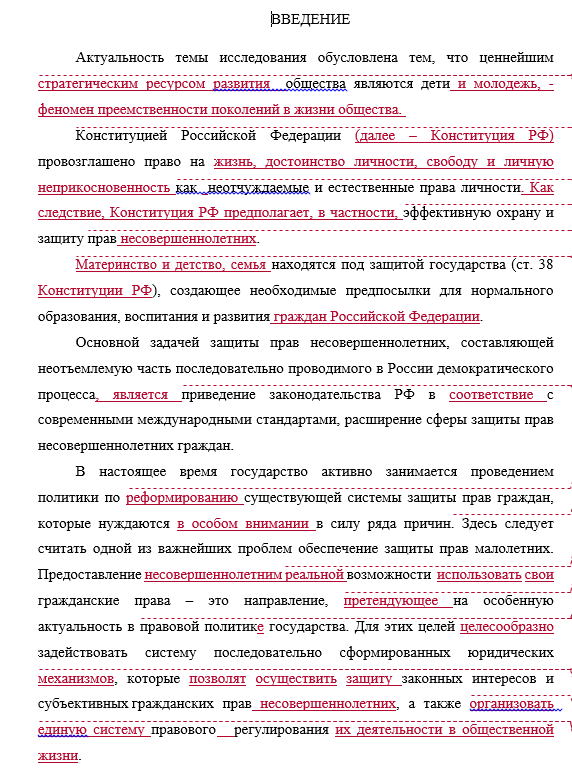 ВВЕДЕНИЕ
Актуальность темы исследования обусловлена тем, что ценнейшим
стратегическим ресурсом развития общества являются дети и молодежь, -
феномен преемственности поколений в жизни общества.
Конституцией Российской Федерации (далее – Конституция РФ)
провозглашено право на жизнь, достоинство личности, свободу и личную
неприкосновенность как неотчуждаемые и естественные права личности. Как
следствие, Конституция РФ предполагает, в частности, эффективную охрану и
защиту прав несовершеннолетних.
Материнство и детство, семья находятся под защитой государства (ст. 38
Конституции РФ), создающее необходимые предпосылки для нормального
образования, воспитания и развития граждан Российской Федерации.
Основной задачей защиты прав несовершеннолетних, составляющей
неотъемлемую часть последовательно проводимого в России демократического
процесса, является приведение законодательства РФ в соответствие с
современными международными стандартами, расширение сферы защиты прав
несовершеннолетних граждан.
В настоящее время государство активно занимается проведением
политики по реформированию существующей системы защиты прав граждан,
которые нуждаются в особом внимании в силу ряда причин. Здесь следует
считать одной из важнейших проблем обеспечение защиты прав малолетних.
Предоставление несовершеннолетним реальной возможности использовать свои
гражданские права – это направление, претендующее на особенную
актуальность в правовой политике государства. Для этих целей целесообразно
задействовать систему последовательно сформированных юридических
механизмов, которые позволят осуществить защиту законных интересов и
субъективных гражданских прав несовершеннолетних, а также организовать
единую систему правового регулирования их деятельности в общественной
жизни.